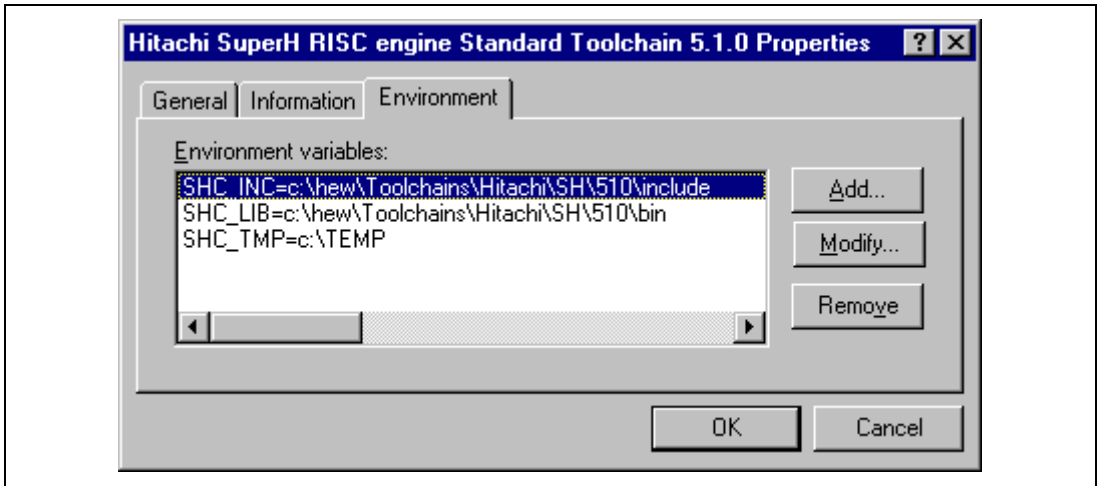 Hitachi SuperH RISC engine Standard Toolchain 5.1.0 Properties
General Information Environment
Environment variables:
SHC_INC=c:\hew\Toolchains\Hitachi\SH\510\include
SHC_LIB=c:\hew\Toolchains\Hitachi\SH\510\bin
SHC_TMP=c:\TEMP
Add...
Modify...
Remove
OK Cancel